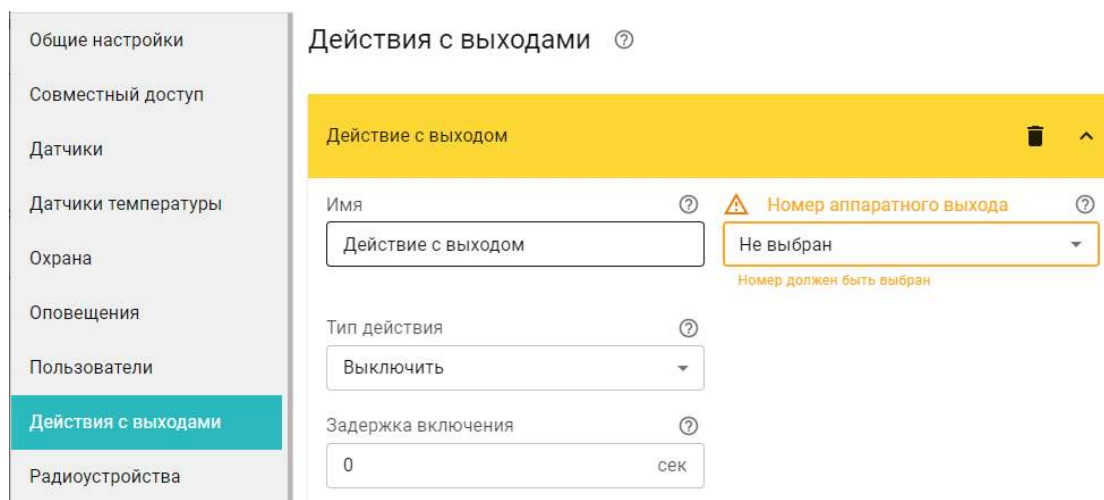 Общие настройки
Совместный доступ
Датчики
Датчики температуры
Охрана
Оповещения
Пользователи
Действия с выходами
Радиоустройства
Действия с выходами
Действие с выходом
Имя
Номер аппаратного выхода
Действие с выходом
Не выбран
Номер должен быть выбран
Тип действия
Выключить
Задержка включения
0 сек